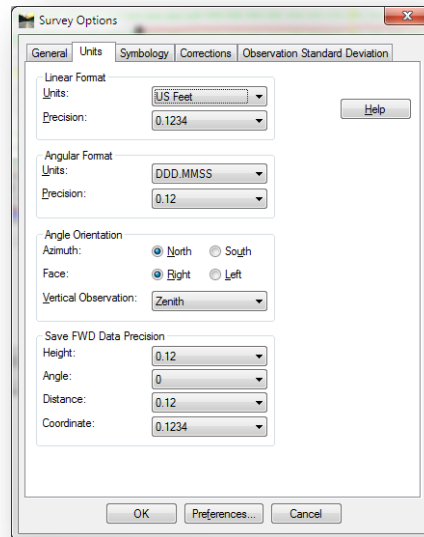 Survey Options
General Units Symbology Corrections Observation Standard Deviation
Linear Format
Units: US Feet
Help
Precision: 0.1234
Angular Format
Units: DDD.MMSS
Precision: 0.12
Angle Orientation
Azimuth: North South
Face: Right Left
Vertical Observation: Zenith
Save FWD Data Precision
Height: 0.12
Angle: 0
Distance: 0.12
Coordinate: 0.1234
OK Preferences... Cancel